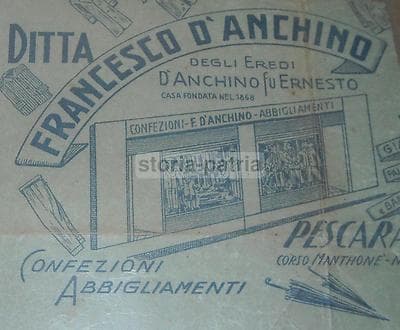 DITTA
FRANCESCO D'ANCHINO
DEGLI EREDI
D'ANCHINO fu ERNESTO
CASA FONDATA NEL 1868
CONFEZIONI - F. D'ANCHINO - ABBIGLIAMENTI
storia-patria
PESCARA
CORSO MANTHONÈ - N
CONFEZIONI
ABBIGLIAMENTI